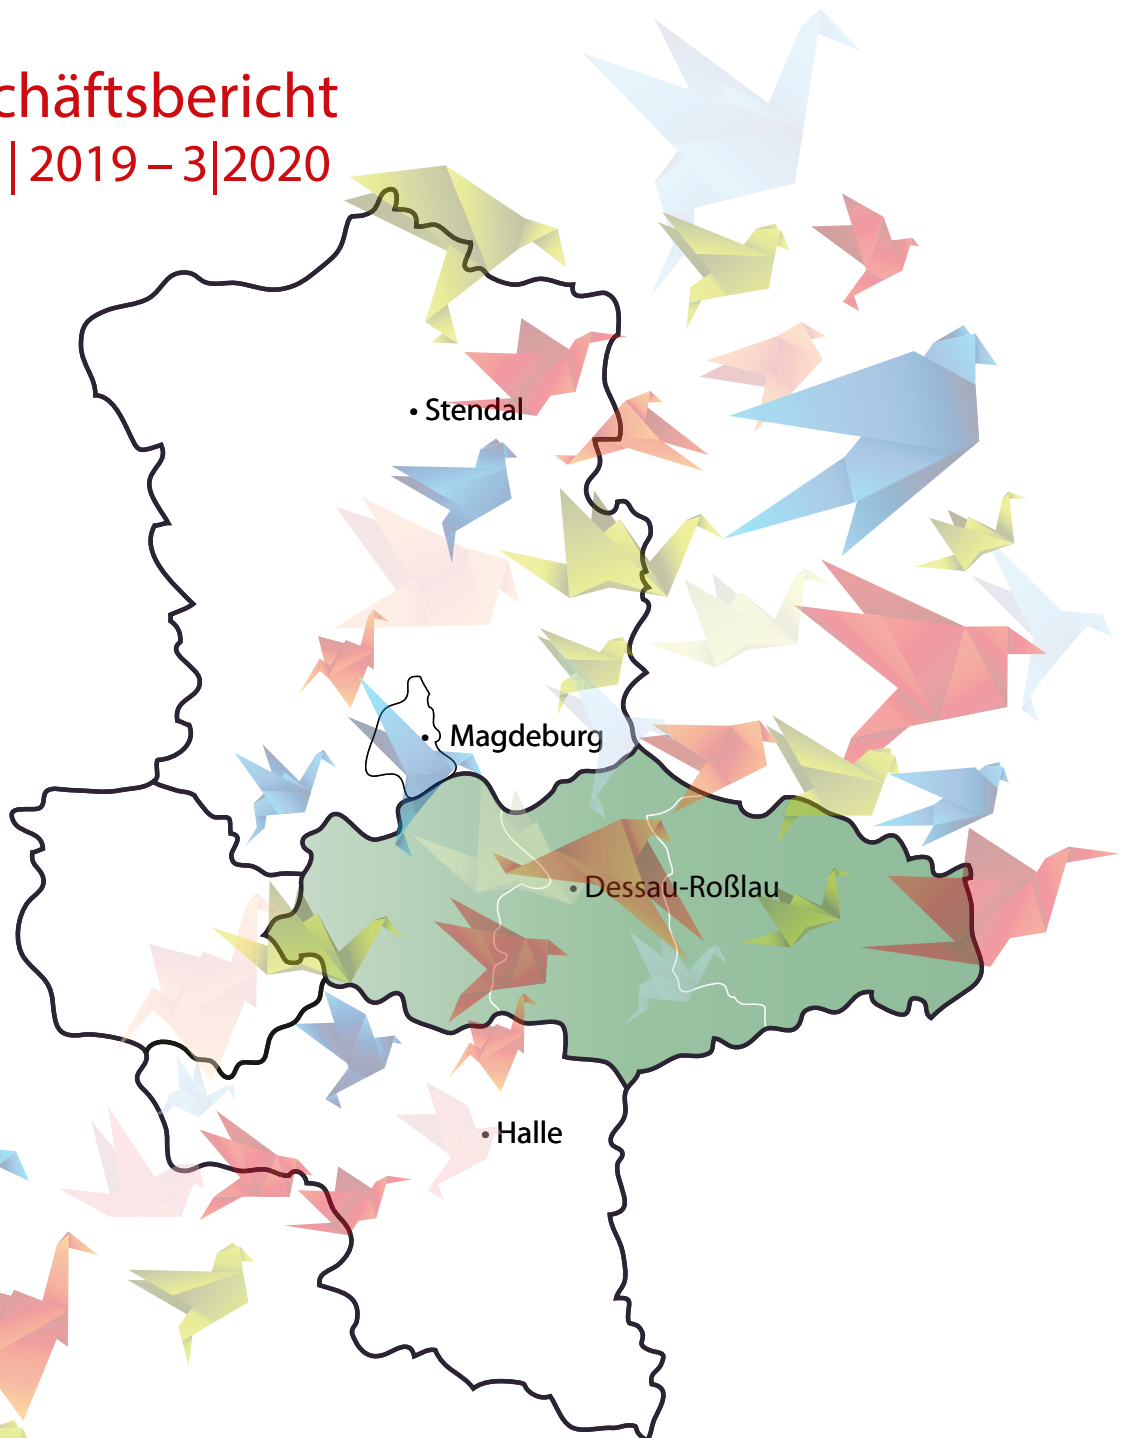 chäftsbericht
| 2019 – 3|2020
Stendal
Magdeburg
Dessau-Roßlau
Halle